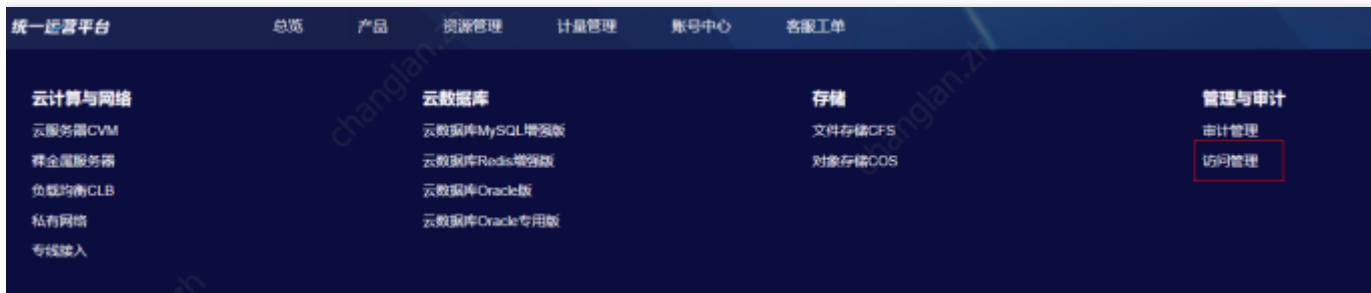 统一运营平台 总览 产品 资源管理 计量管理 账号中心 客服工单
云计算与网络 云数据库 存储 管理与审计
云服务器CVM 云数据库MySQL增强版 文件存储CFS 审计管理
裸金属服务器 云数据库Redis增强版 对象存储COS 访问管理
负载均衡CLB 云数据库Oracle版
私有网络 云数据库Oracle专用版
专线接入
changlan.zh
changlan.zh